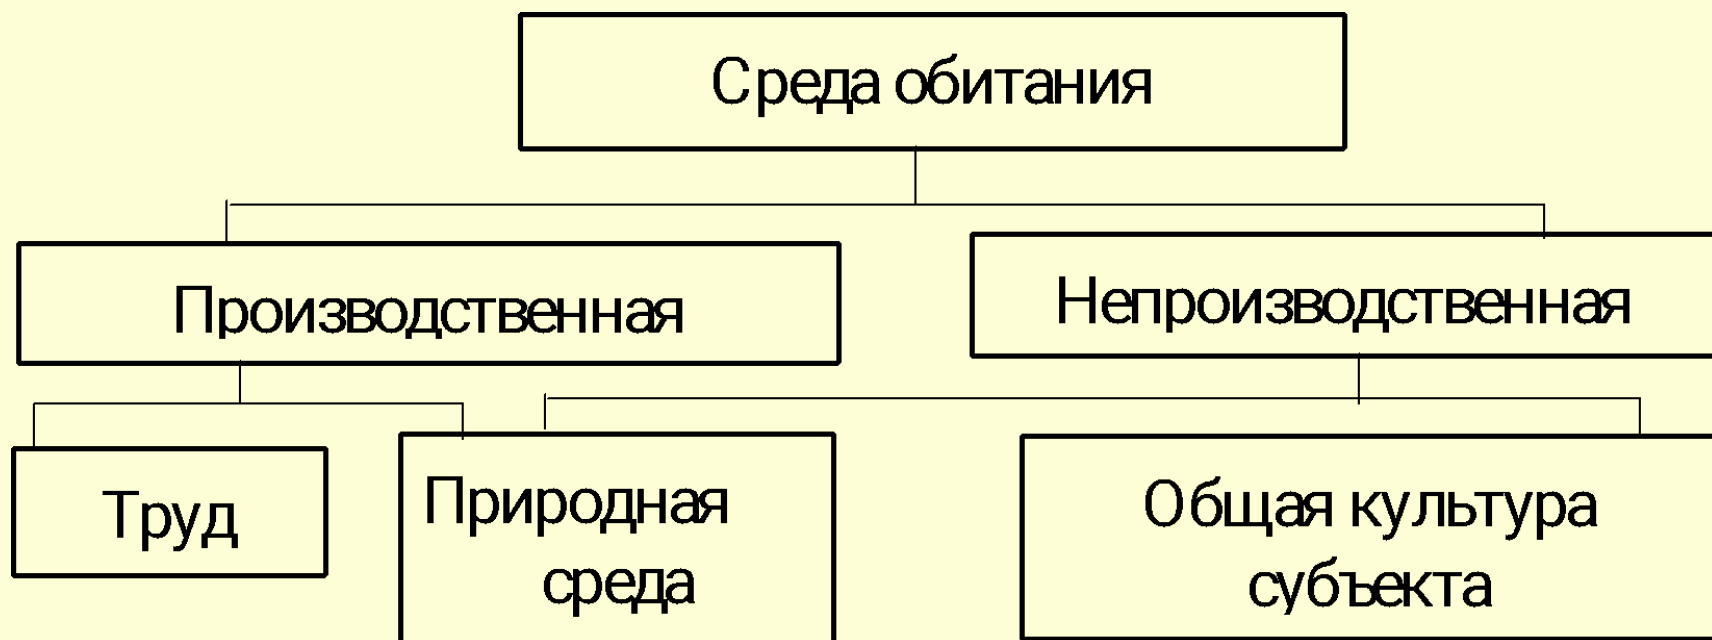 Среда обитания
Производственная
Непроизводственная
Труд
Природная
среда
Общая культура
субъекта